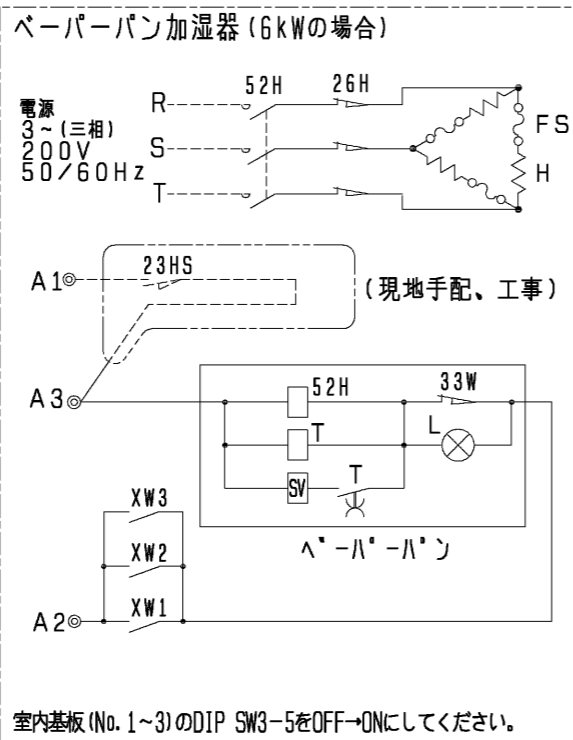 ベーパーパン加湿器(6kWの場合)
52H 26H
電源
3~(三相)
200V
50/60Hz
R
S
T
FS
H
A1 23HS
(現地手配、工事)
A3
52H 33W
T L
SV T
ベーパーパン
XW3
XW2
XW1
A2
室内基板(No.1~3)のDIP SW3-5をOFF→ONにしてください。